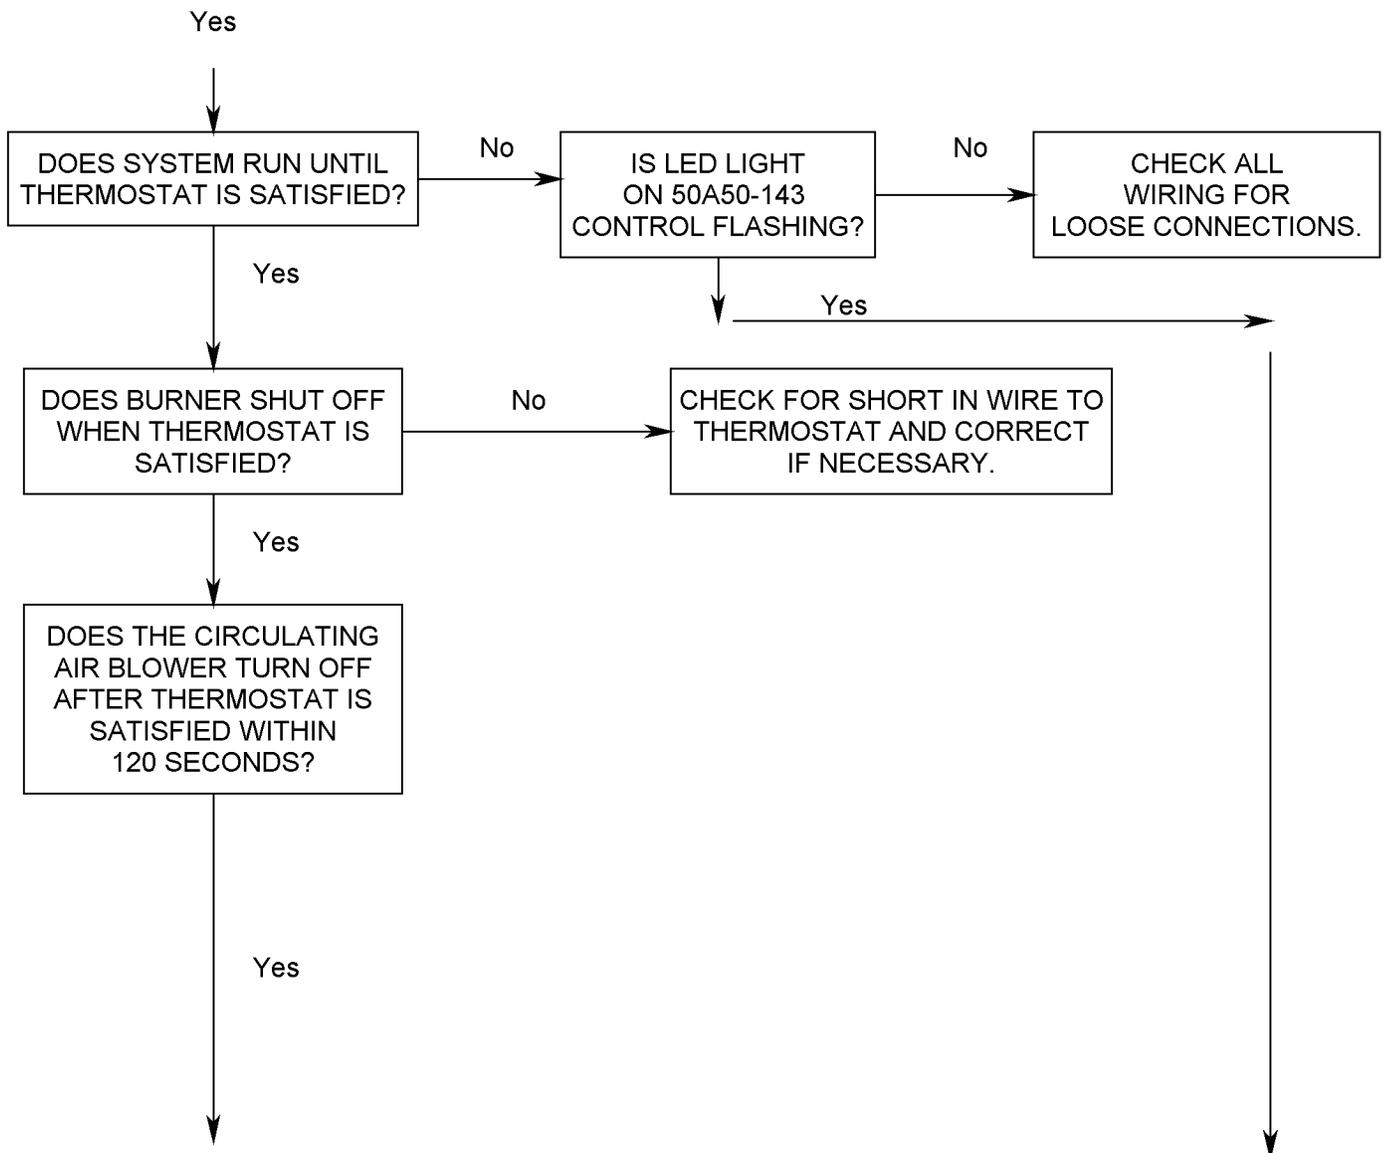 Yes
DOES SYSTEM RUN UNTIL
THERMOSTAT IS SATISFIED?
No
IS LED LIGHT
ON 50A50-143
CONTROL FLASHING?
No
CHECK ALL
WIRING FOR
LOOSE CONNECTIONS.
Yes
Yes
DOES BURNER SHUT OFF
WHEN THERMOSTAT IS
SATISFIED?
No
CHECK FOR SHORT IN WIRE TO
THERMOSTAT AND CORRECT
IF NECESSARY.
Yes
DOES THE CIRCULATING
AIR BLOWER TURN OFF
AFTER THERMOSTAT IS
SATISFIED WITHIN
120 SECONDS?
Yes